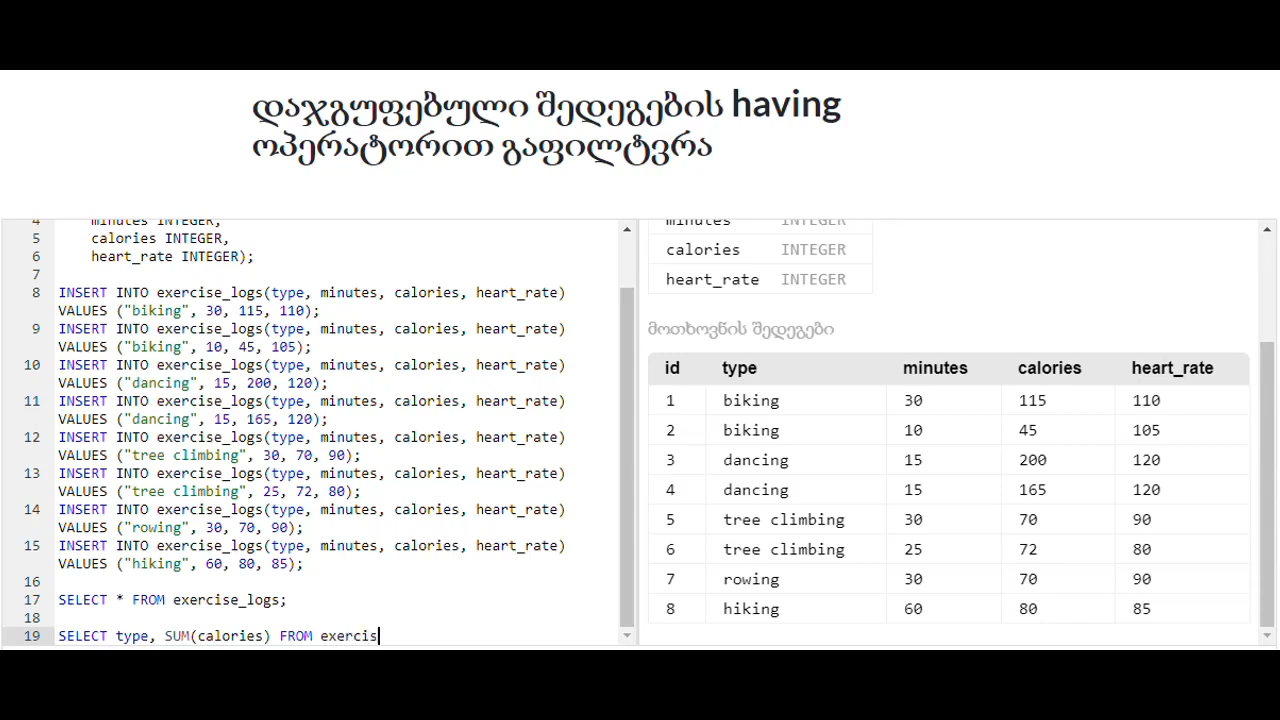 დაჯგუფებული შედეგების having
ოპერატორით გაფილტვრა
4 minutes INTEGER,
5 calories INTEGER,
6 heart_rate INTEGER);
7
8 INSERT INTO exercise_logs(type, minutes, calories, heart_rate)
VALUES ("biking", 30, 115, 110);
9 INSERT INTO exercise_logs(type, minutes, calories, heart_rate)
VALUES ("biking", 10, 45, 105);
10 INSERT INTO exercise_logs(type, minutes, calories, heart_rate)
VALUES ("dancing", 15, 200, 120);
11 INSERT INTO exercise_logs(type, minutes, calories, heart_rate)
VALUES ("dancing", 15, 165, 120);
12 INSERT INTO exercise_logs(type, minutes, calories, heart_rate)
VALUES ("tree climbing", 30, 70, 90);
13 INSERT INTO exercise_logs(type, minutes, calories, heart_rate)
VALUES ("tree climbing", 25, 72, 80);
14 INSERT INTO exercise_logs(type, minutes, calories, heart_rate)
VALUES ("rowing", 30, 70, 90);
15 INSERT INTO exercise_logs(type, minutes, calories, heart_rate)
VALUES ("hiking", 60, 80, 85);
16
17 SELECT * FROM exercise_logs;
18
19 SELECT type, SUM(calories) FROM exercis
minutes INTEGER
calories INTEGER
heart_rate INTEGER
მოთხოვნის შედეგები
id type minutes calories heart_rate
1 biking 30 115 110
2 biking 10 45 105
3 dancing 15 200 120
4 dancing 15 165 120
5 tree climbing 30 70 90
6 tree climbing 25 72 80
7 rowing 30 70 90
8 hiking 60 80 85